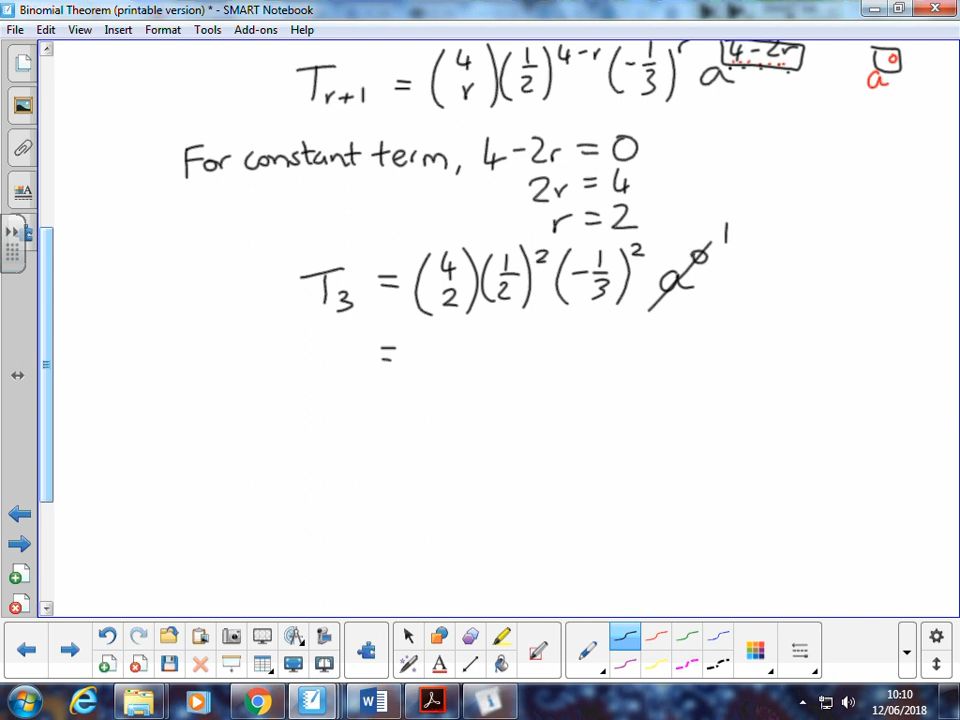 Binomial Theorem (printable version) * - SMART Notebook
File Edit View Insert Format Tools Add-ons Help
T_{r+1} = (4 r) (1/2)^{4-r} (-1/3)^r a^{4-2r} a^0
For constant term, 4-2r = 0
2r = 4
r = 2
T_3 = (4 2) (1/2)^2 (-1/3)^2 a^0 1
=
10:10
12/06/2018